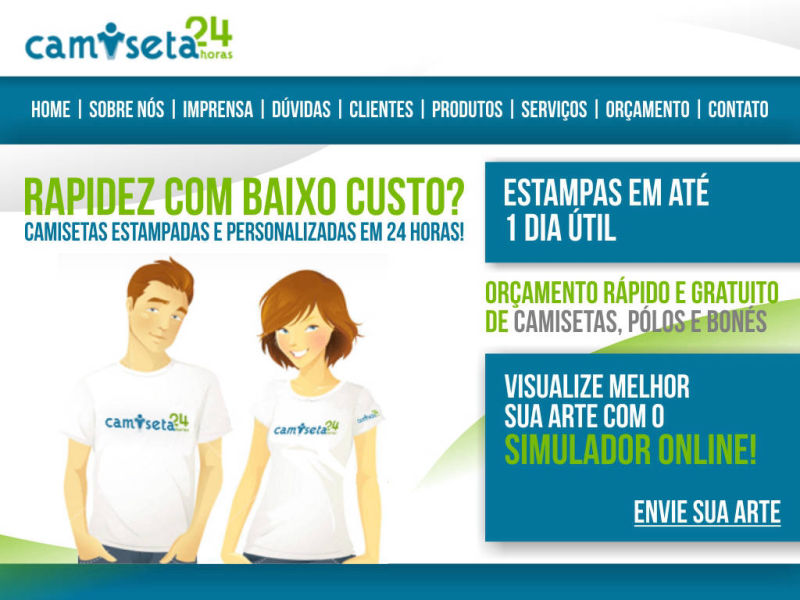 camiseta 24 horas
HOME | SOBRE NÓS | IMPRENSA | DÚVIDAS | CLIENTES | PRODUTOS | SERVIÇOS | ORÇAMENTO | CONTATO
RAPIDEZ COM BAIXO CUSTO?
CAMISETAS ESTAMPADAS E PERSONALIZADAS EM 24 HORAS!
ESTAMPAS EM ATÉ
1 DIA ÚTIL
ORÇAMENTO RÁPIDO E GRATUITO
DE CAMISETAS, PÓLOS E BONÉS
VISUALIZE MELHOR
SUA ARTE COM O
SIMULADOR ONLINE!
ENVIE SUA ARTE
camiseta 24 horas
camiseta 24 horas
camiseta 24